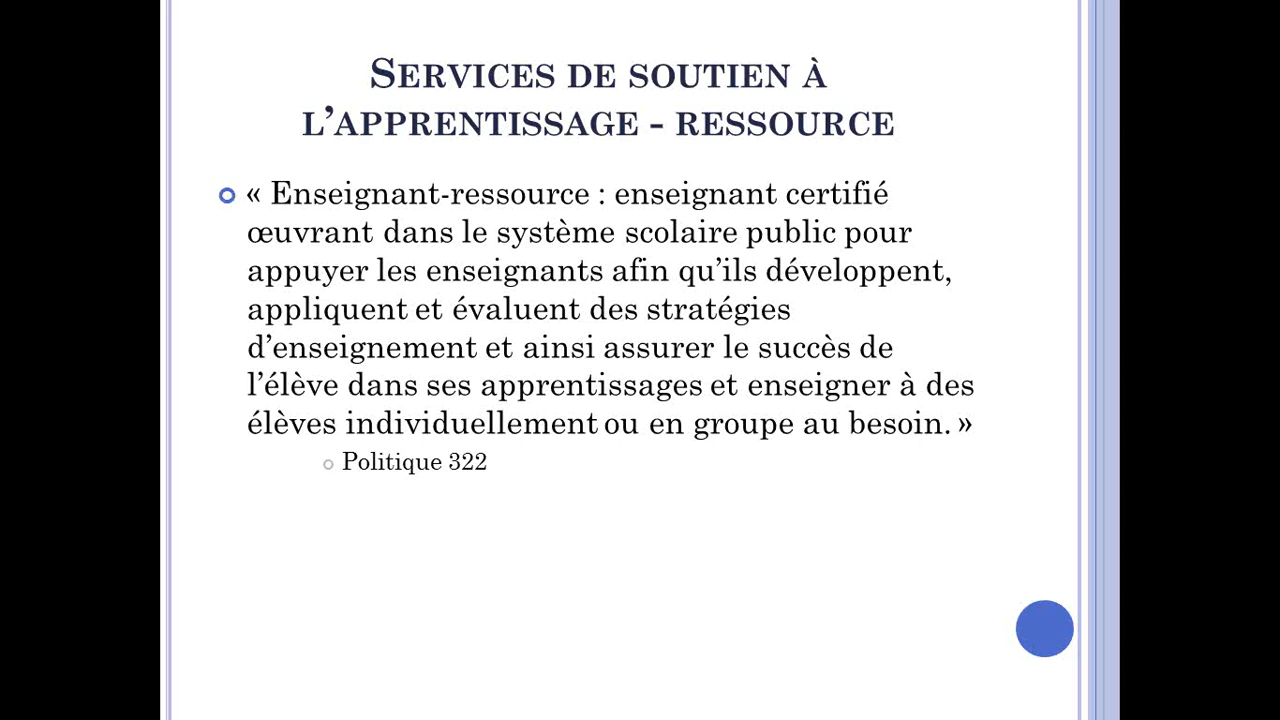 SERVICES DE SOUTIEN À
L’APPRENTISSAGE - RESSOURCE
« Enseignant-ressource : enseignant certifié
œuvrant dans le système scolaire public pour
appuyer les enseignants afin qu’ils développent,
appliquent et évaluent des stratégies
d’enseignement et ainsi assurer le succès de
l’élève dans ses apprentissages et enseigner à des
élèves individuellement ou en groupe au besoin. »
Politique 322